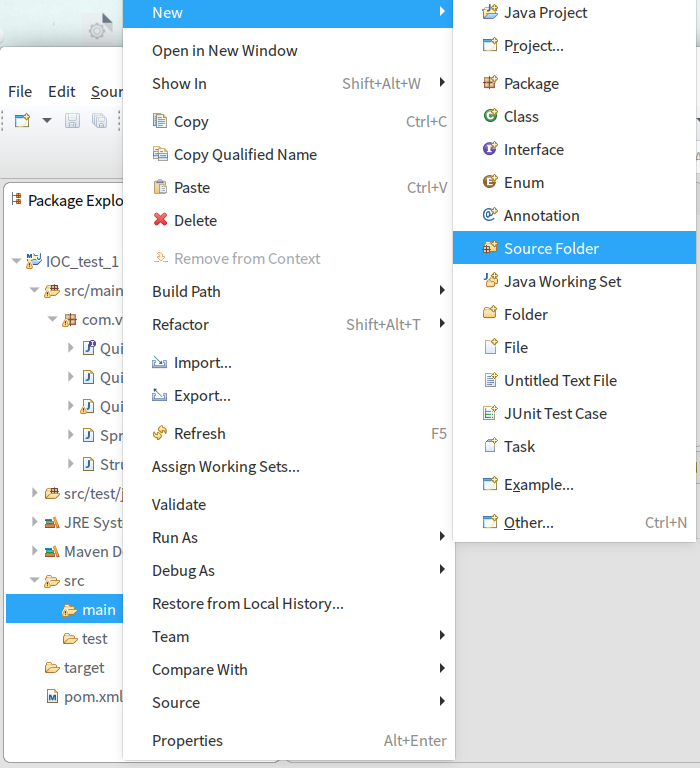 File Edit Sour
Package Explo
IOC_test_1
src/main
com.v
Qui
Qui
Qui
Spr
Stru
src/test/j
JRE Syst
Maven D
src
main
test
target
pom.xml
New
Open in New Window
Show In Shift+Alt+W
Copy Ctrl+C
Copy Qualified Name
Paste Ctrl+V
Delete
Remove from Context
Build Path
Refactor Shift+Alt+T
Import...
Export...
Refresh F5
Assign Working Sets...
Validate
Run As
Debug As
Restore from Local History...
Team
Compare With
Source
Properties Alt+Enter
Java Project
Project...
Package
Class
Interface
Enum
Annotation
Source Folder
Java Working Set
Folder
File
Untitled Text File
JUnit Test Case
Task
Example...
Other... Ctrl+N